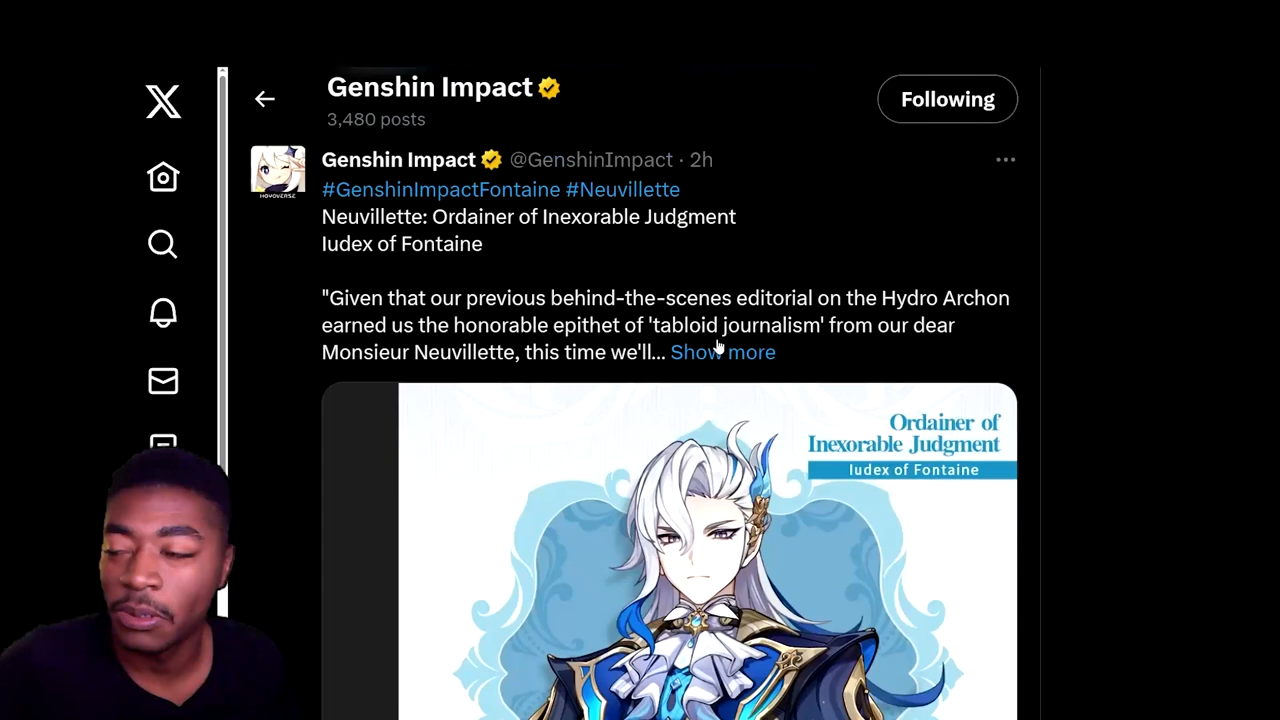 Genshin Impact
3,480 posts
Following
Genshin Impact @GenshinImpact · 2h
#GenshinImpactFontaine #Neuvillette
Neuvillette: Ordainer of Inexorable Judgment
Iudex of Fontaine
"Given that our previous behind-the-scenes editorial on the Hydro Archon
earned us the honorable epithet of 'tabloid journalism' from our dear
Monsieur Neuvillette, this time we'll... Show more
Ordainer of
Inexorable Judgment
Iudex of Fontaine
HOYOVERSE